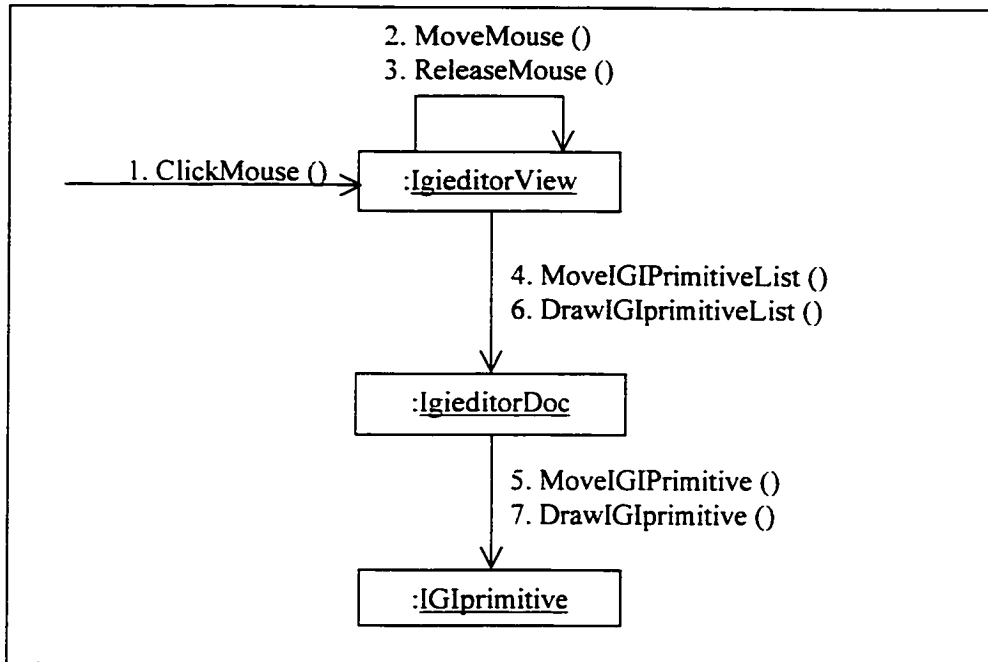 2. MoveMouse ()
3. ReleaseMouse ()
1. ClickMouse ()
:IgieditorView
4. MoveIGIPrimitiveList ()
6. DrawIGIprimitiveList ()
:IgieditorDoc
5. MoveIGIPrimitive ()
7. DrawIGIprimitive ()
:IGIprimitive